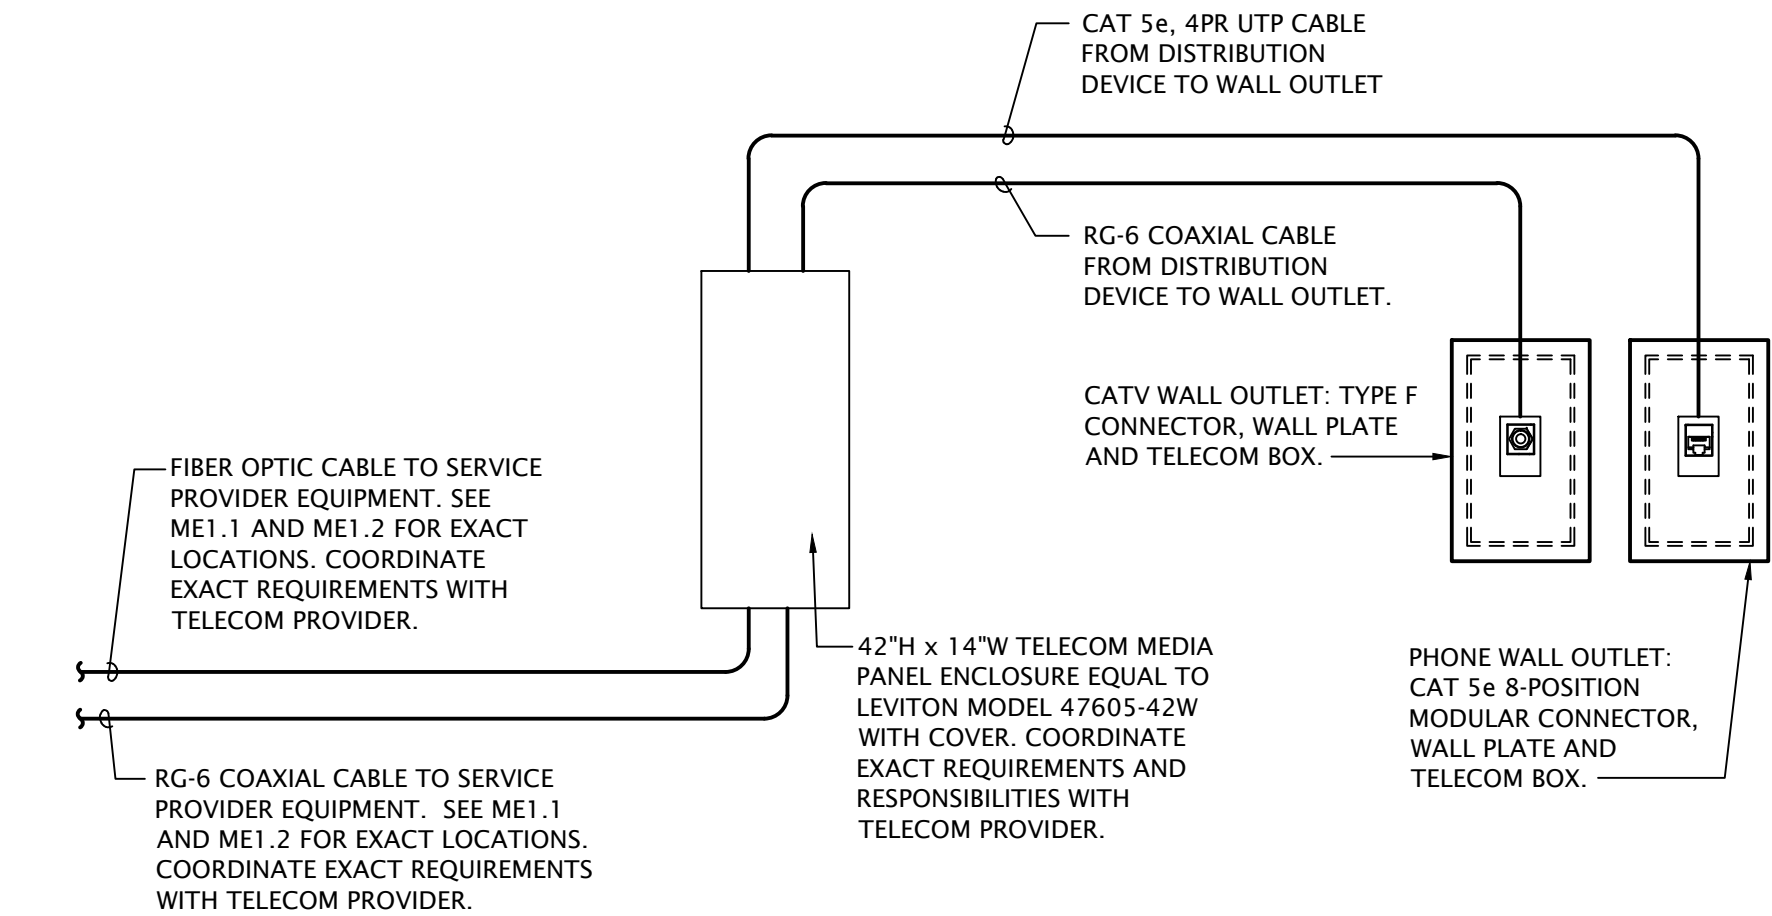 CAT 5e, 4PR UTP CABLE
FROM DISTRIBUTION
DEVICE TO WALL OUTLET
RG-6 COAXIAL CABLE
FROM DISTRIBUTION
DEVICE TO WALL OUTLET.
CATV WALL OUTLET: TYPE F
CONNECTOR, WALL PLATE
AND TELECOM BOX.
FIBER OPTIC CABLE TO SERVICE
PROVIDER EQUIPMENT. SEE
ME1.1 AND ME1.2 FOR EXACT
LOCATIONS. COORDINATE
EXACT REQUIREMENTS WITH
TELECOM PROVIDER.
42"H x 14"W TELECOM MEDIA
PANEL ENCLOSURE EQUAL TO
LEVITON MODEL 47605-42W
WITH COVER. COORDINATE
EXACT REQUIREMENTS AND
RESPONSIBILITIES WITH
TELECOM PROVIDER.
PHONE WALL OUTLET:
CAT 5e 8-POSITION
MODULAR CONNECTOR,
WALL PLATE AND
TELECOM BOX.
RG-6 COAXIAL CABLE TO SERVICE
PROVIDER EQUIPMENT.  SEE ME1.1
AND ME1.2 FOR EXACT LOCATIONS.
COORDINATE EXACT REQUIREMENTS
WITH TELECOM PROVIDER.